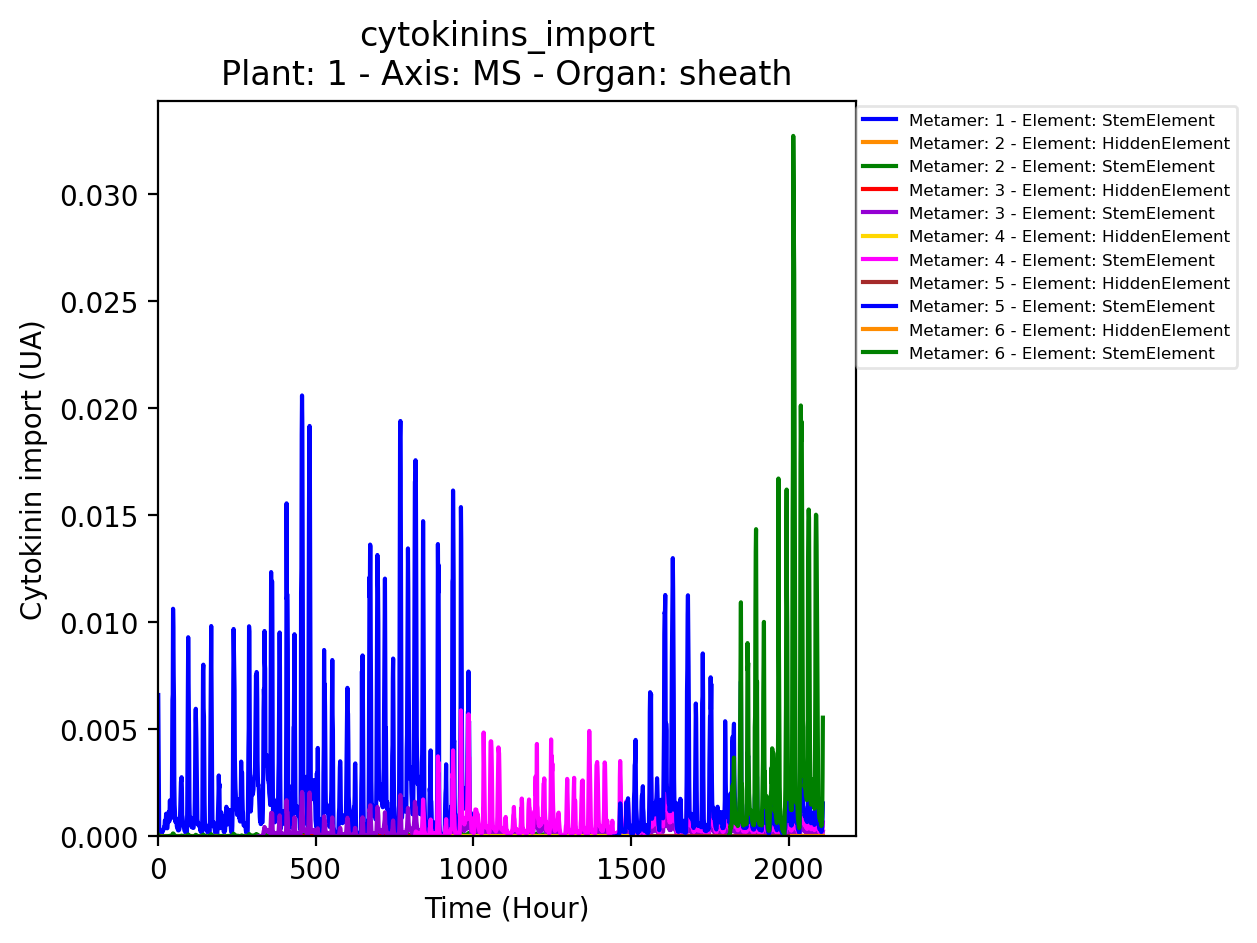 cytokinins_import
Plant: 1 - Axis: MS - Organ: sheath
Cytokinin import (UA)
0.030
0.025
0.020
0.015
0.010
0.005
0.000
0
500
1000
1500
2000
Time (Hour)
Metamer: 1 - Element: StemElement
Metamer: 2 - Element: HiddenElement
Metamer: 2 - Element: StemElement
Metamer: 3 - Element: HiddenElement
Metamer: 3 - Element: StemElement
Metamer: 4 - Element: HiddenElement
Metamer: 4 - Element: StemElement
Metamer: 5 - Element: HiddenElement
Metamer: 5 - Element: StemElement
Metamer: 6 - Element: HiddenElement
Metamer: 6 - Element: StemElement